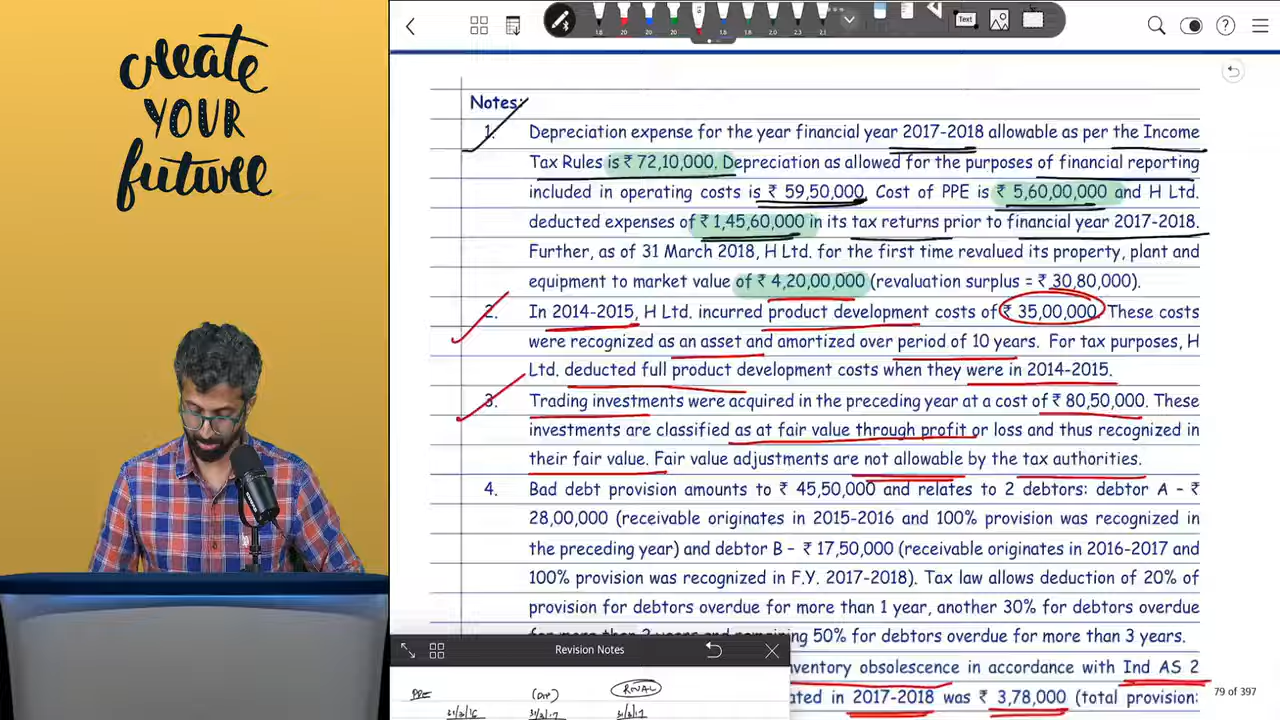 create
YOUR
future
Text
Notes:
1. Depreciation expense for the year financial year 2017-2018 allowable as per the Income
Tax Rules is ₹ 72,10,000. Depreciation as allowed for the purposes of financial reporting
included in operating costs is ₹ 59,50,000. Cost of PPE is ₹ 5,60,00,000 and H Ltd.
deducted expenses of ₹ 1,45,60,000 in its tax returns prior to financial year 2017-2018.
Further, as of 31 March 2018, H Ltd. for the first time revalued its property, plant and
equipment to market value of ₹ 4,20,00,000 (revaluation surplus = ₹ 30,80,000).
2. In 2014-2015, H Ltd. incurred product development costs of ₹ 35,00,000. These costs
were recognized as an asset and amortized over period of 10 years. For tax purposes, H
Ltd. deducted full product development costs when they were in 2014-2015.
3. Trading investments were acquired in the preceding year at a cost of ₹ 80,50,000. These
investments are classified as at fair value through profit or loss and thus recognized in
their fair value. Fair value adjustments are not allowable by the tax authorities.
4. Bad debt provision amounts to ₹ 45,50,000 and relates to 2 debtors: debtor A – ₹
28,00,000 (receivable originates in 2015-2016 and 100% provision was recognized in
the preceding year) and debtor B – ₹ 17,50,000 (receivable originates in 2016-2017 and
100% provision was recognized in F.Y. 2017-2018). Tax law allows deduction of 20% of
provision for debtors overdue for more than 1 year, another 30% for debtors overdue
for more than 2 years and remaining 50% for debtors overdue for more than 3 years.
Revision Notes
inventory obsolescence in accordance with Ind AS 2
79 of 397
ated in 2017-2018 was ₹ 3,78,000 (total provision:
PPE